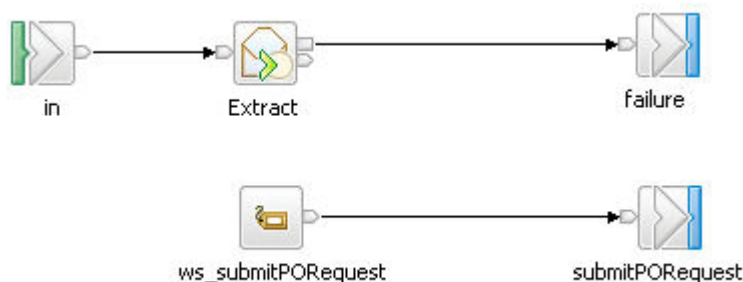 in
Extract
failure
ws_submitPORequest
submitPORequest